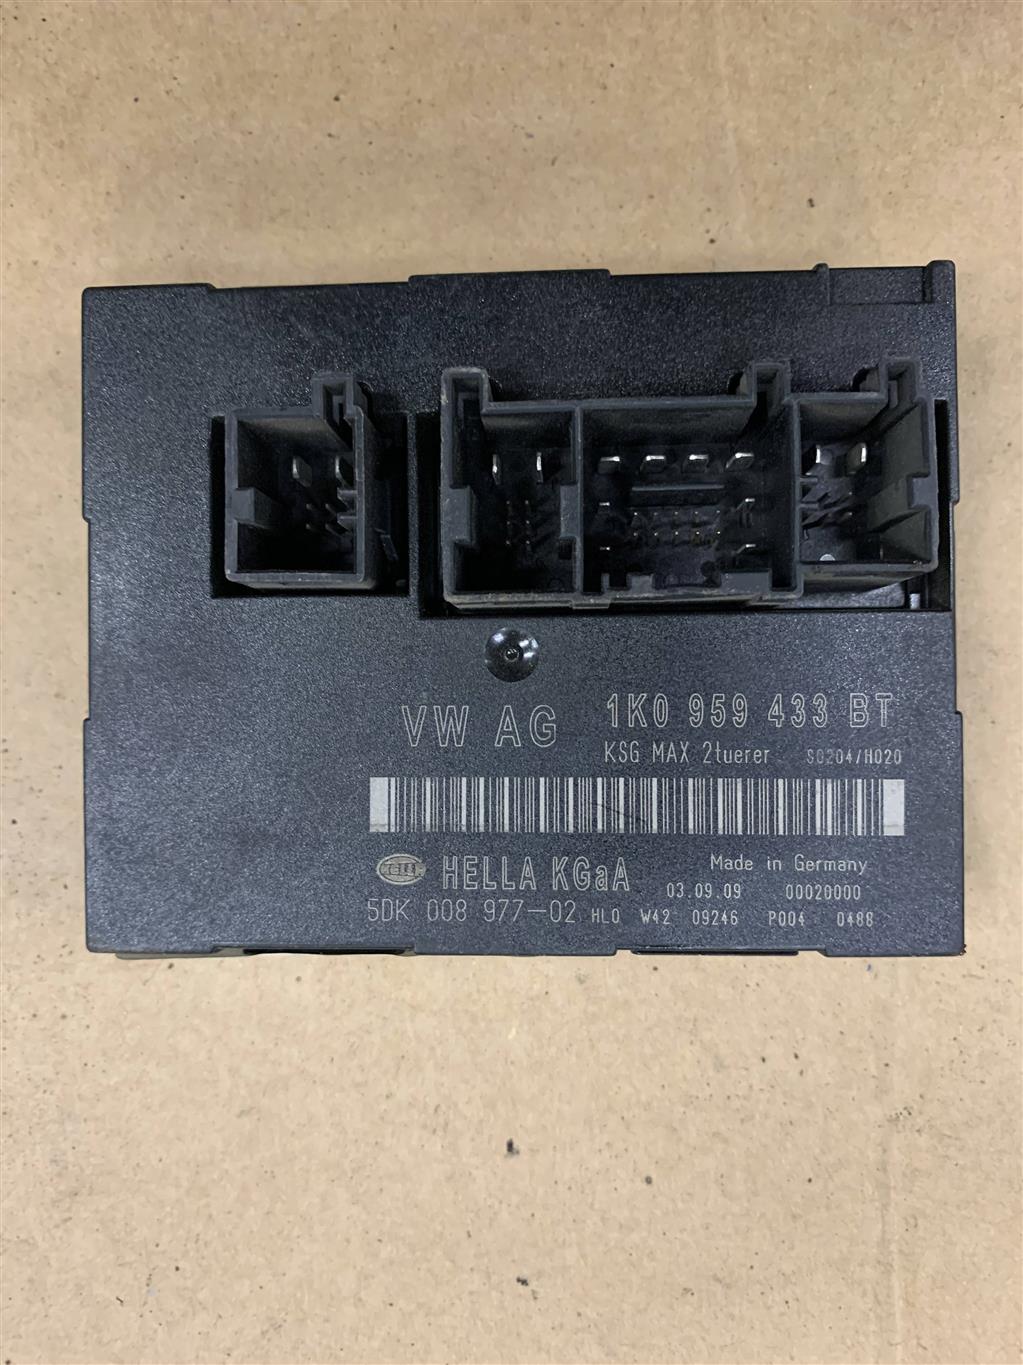 VW AG
1K0 959 433 BT
KSG MAX 2tuerer S0204/H020
HELLA KGaA
Made in Germany
03.09.09 00020000
5DK 008 977-02 HL0 W42 09246 P004 0488